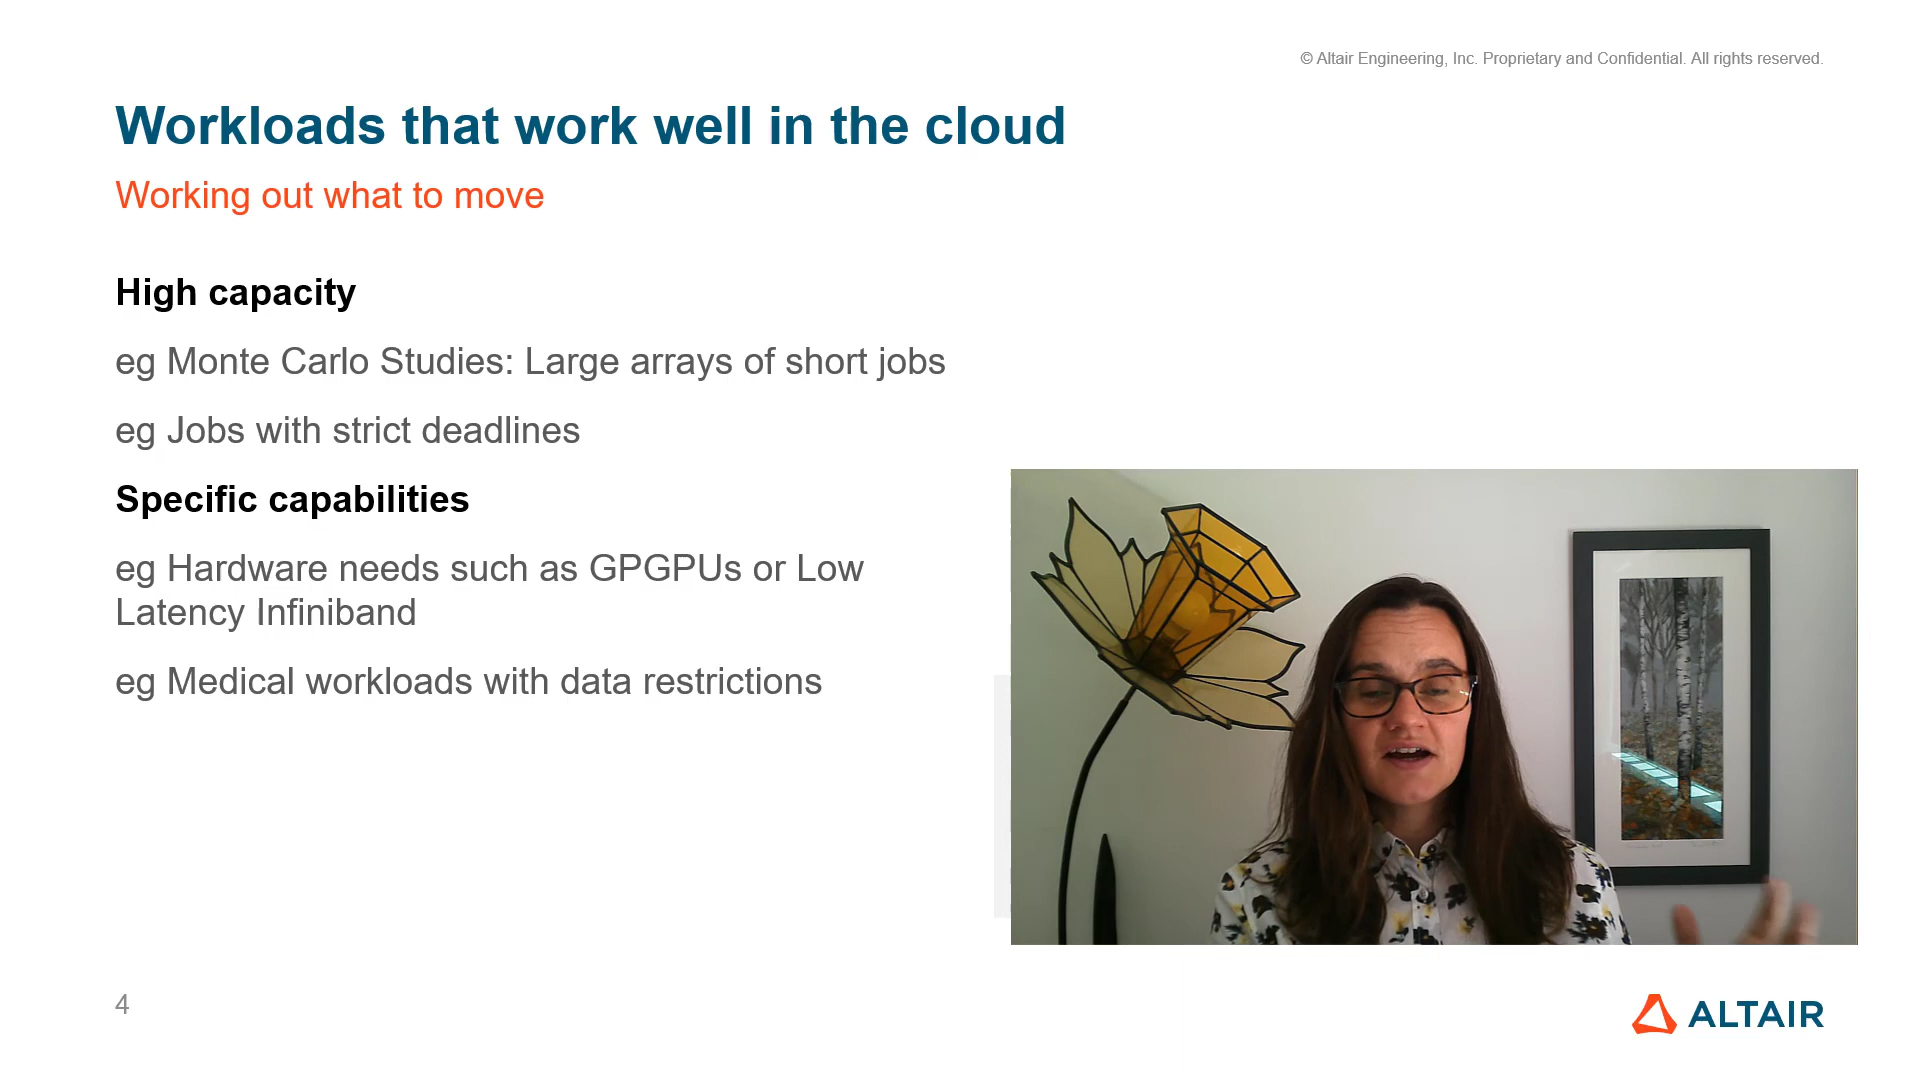 © Altair Engineering, Inc. Proprietary and Confidential. All rights reserved.
Workloads that work well in the cloud
Working out what to move
High capacity
eg Monte Carlo Studies: Large arrays of short jobs
eg Jobs with strict deadlines
Specific capabilities
eg Hardware needs such as GPGPUs or Low
Latency Infiniband
eg Medical workloads with data restrictions
4
ALTAIR